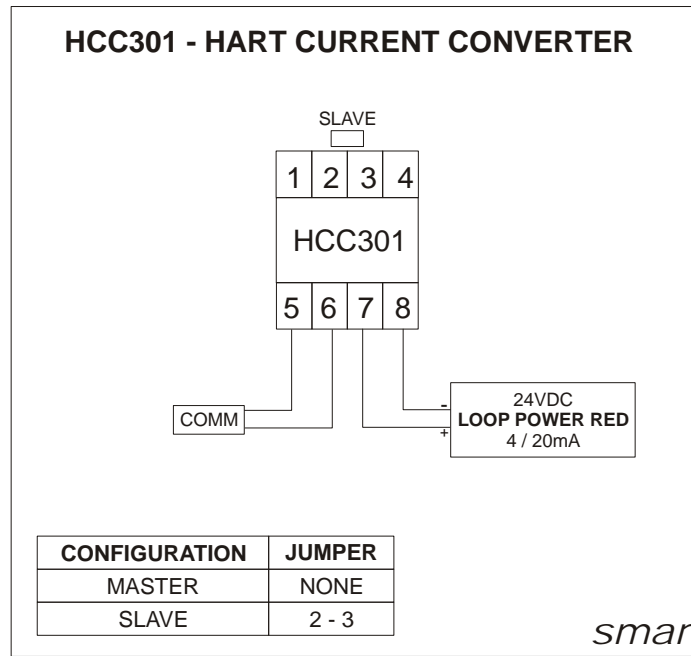 HCC301 - HART CURRENT CONVERTER
SLAVE
1 2 3 4
HCC301
5 6 7 8
COMM
-
+
24VDC
LOOP POWER RED
4 / 20mA
CONFIGURATION JUMPER
MASTER NONE
SLAVE 2 - 3
smar